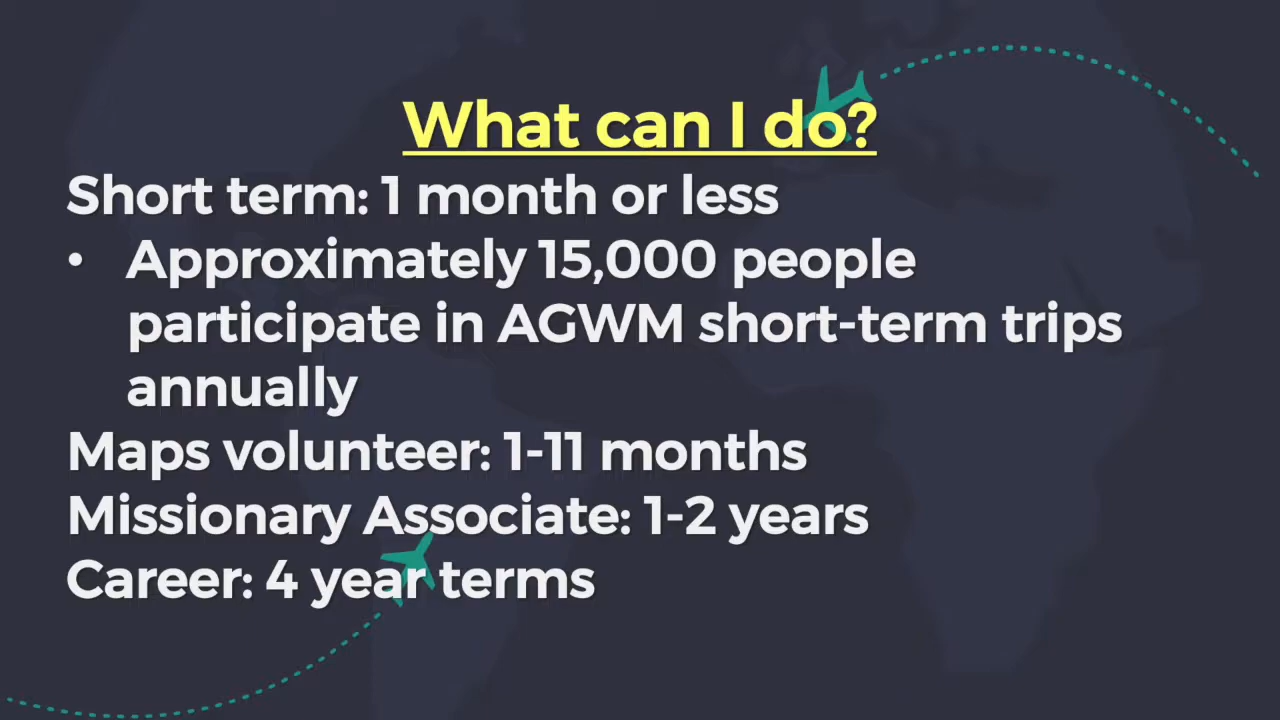 What can I do?
Short term: 1 month or less
• Approximately 15,000 people
participate in AGWM short-term trips
annually
Maps volunteer: 1-11 months
Missionary Associate: 1-2 years
Career: 4 year terms